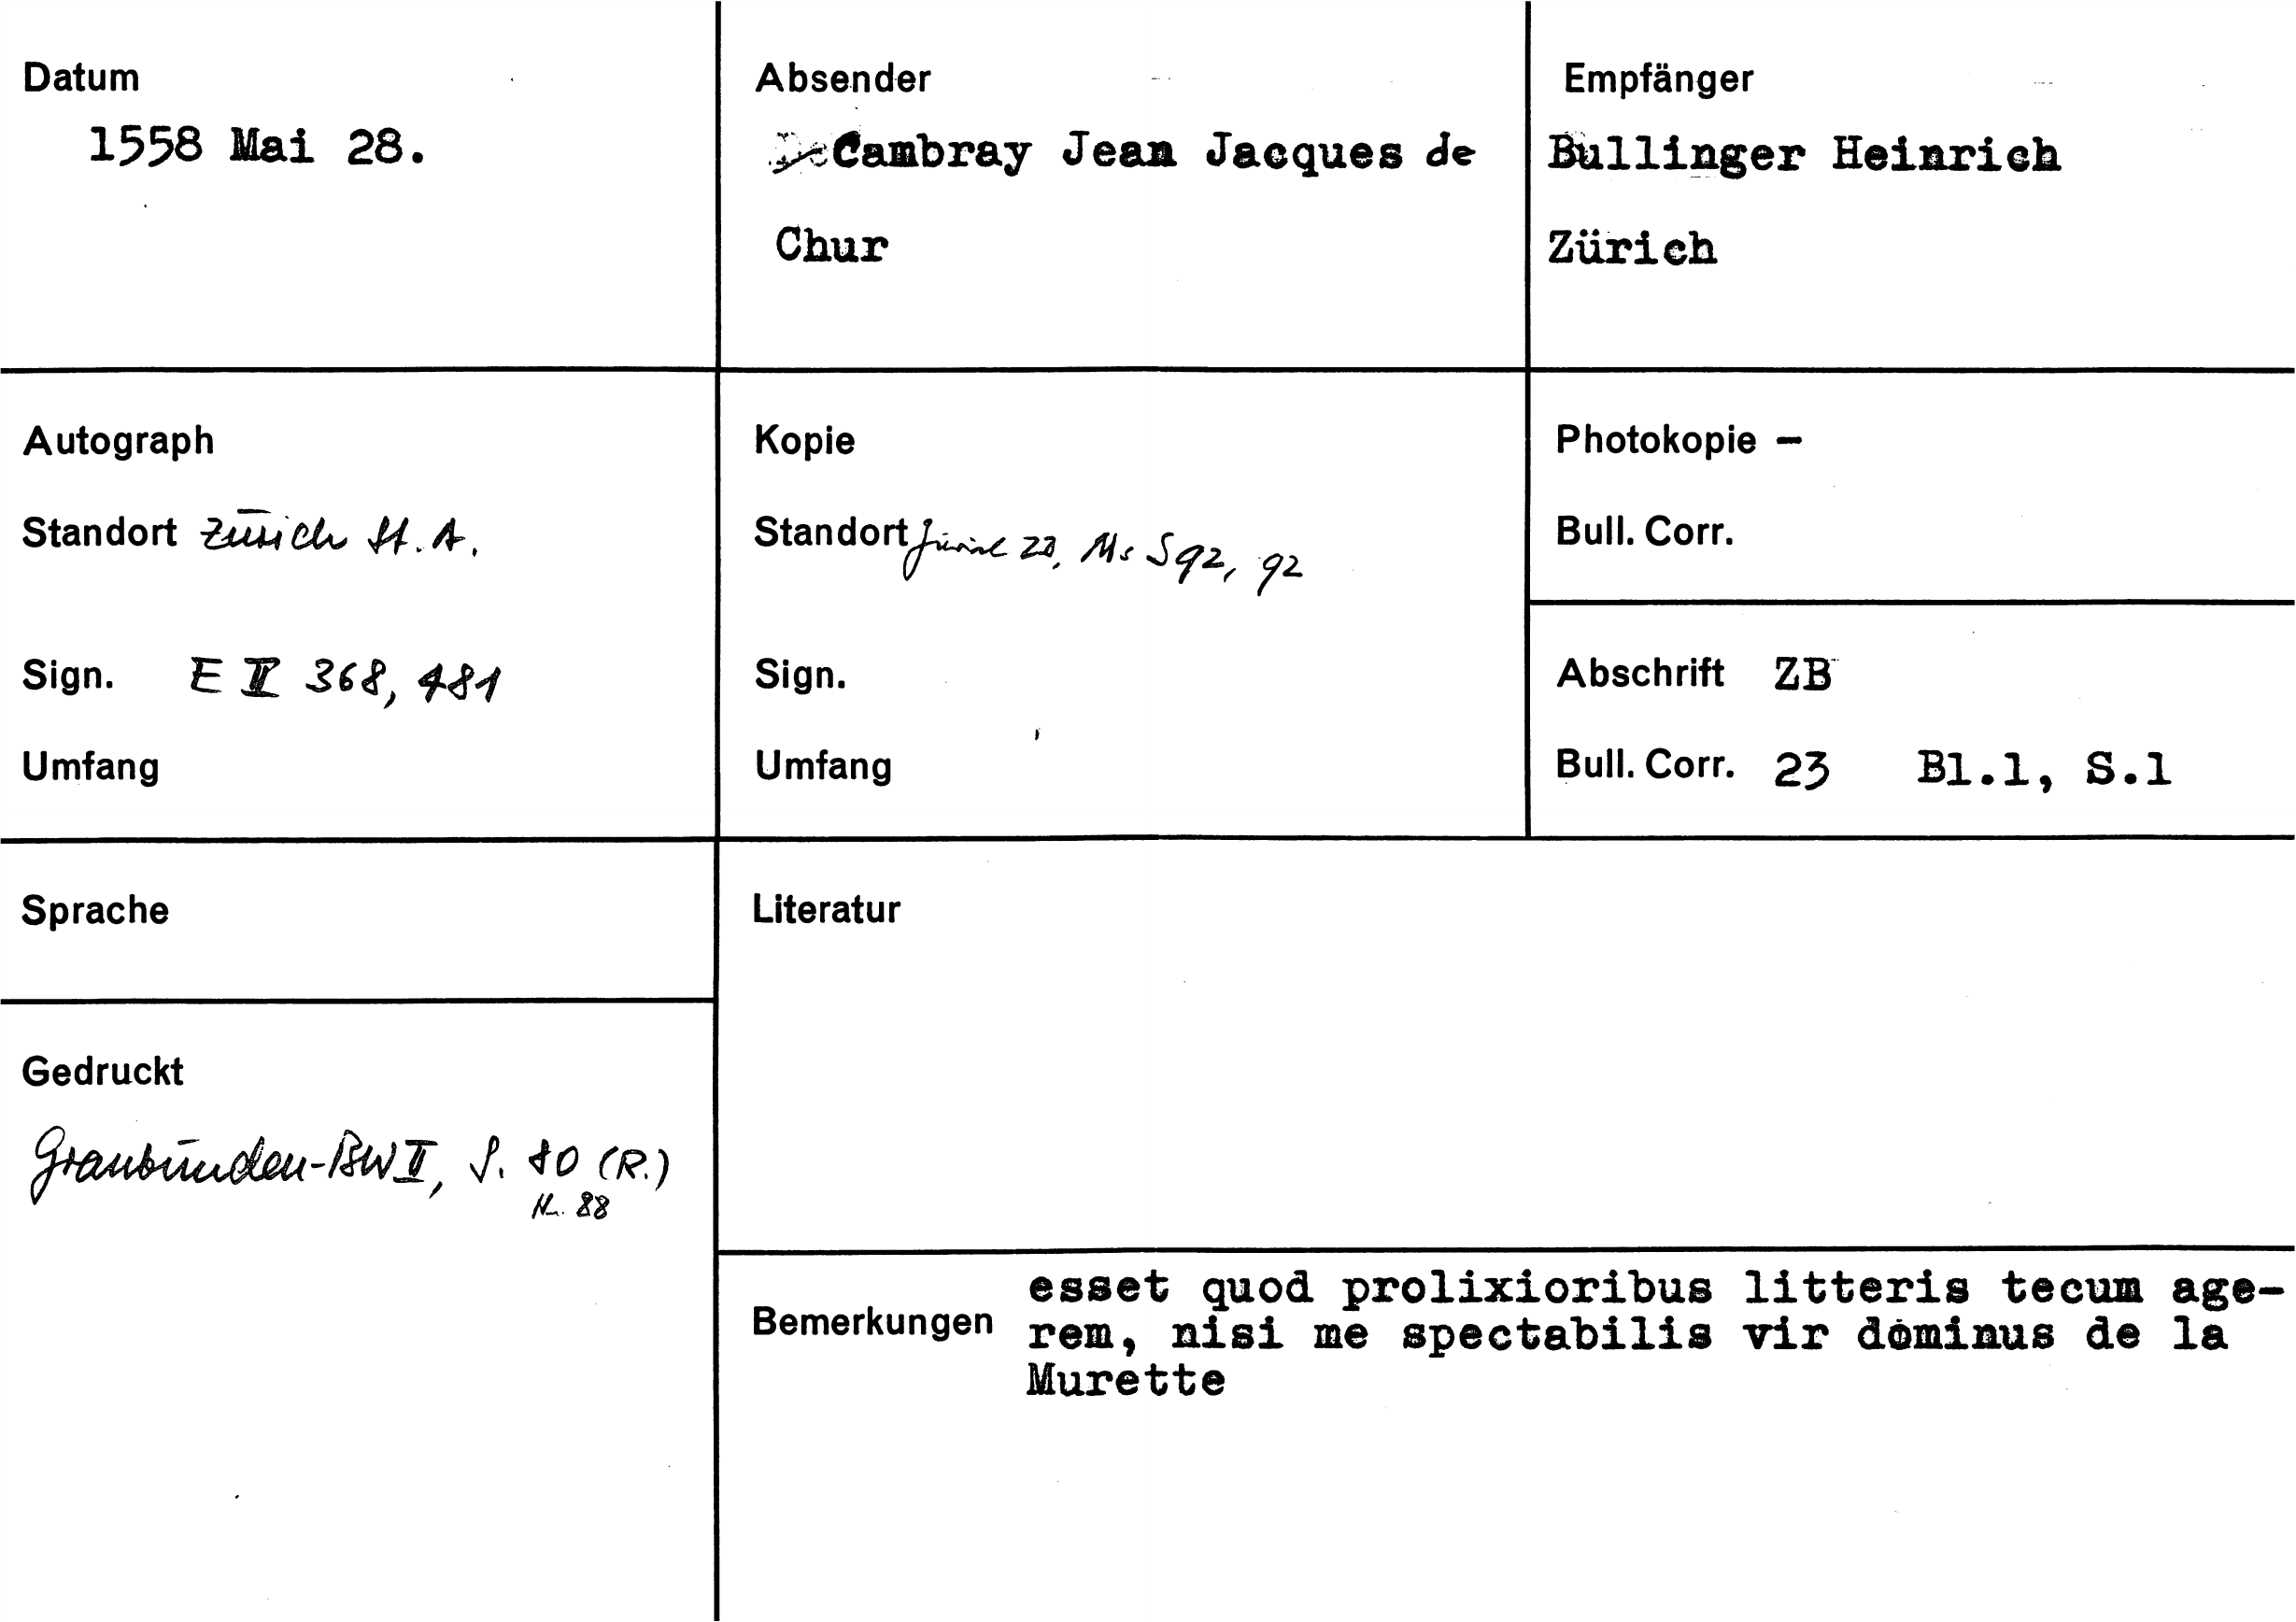 Datum
1558 Mai 28.
Absender
Cambray Jean Jacques de
Chur
Empfänger
Bullinger Heinrich
Zürich
Autograph
Standort Zürich St. A.
Sign. E II 368, 481
Umfang
Kopie
Standort Zürich ZB, Ms S 92, 92
Sign.
Umfang
Photokopie –
Bull. Corr.
Abschrift ZB
Bull. Corr. 23 Bl.1, S.1
Sprache
Gedruckt
Graubünden-BW II, S. 80 (R.)
Nr. 88
Literatur
Bemerkungen
esset quod prolixioribus litteris tecum age-
rem, nisi me spectabilis vir dominus de la
Murette